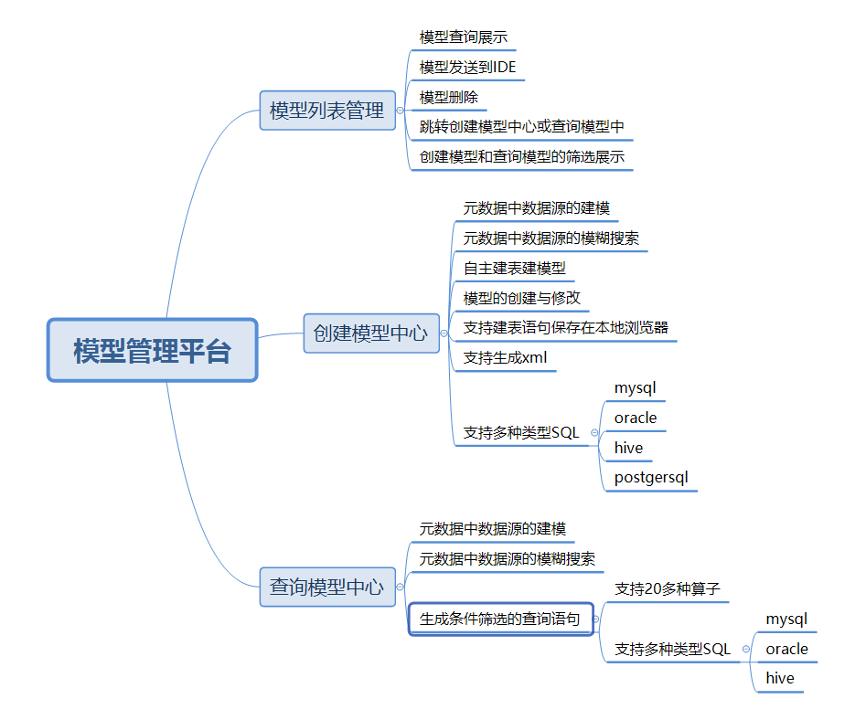 模型管理平台
模型列表管理
模型查询展示
模型发送到IDE
模型删除
跳转创建模型中心或查询模型中
创建模型和查询模型的筛选展示
创建模型中心
元数据中数据源的建模
元数据中数据源的模糊搜索
自主建表建模型
模型的创建与修改
支持建表语句保存在本地浏览器
支持生成xml
支持多种类型SQL
mysql
oracle
hive
postgersql
查询模型中心
元数据中数据源的建模
元数据中数据源的模糊搜索
生成条件筛选的查询语句
支持20多种算子
支持多种类型SQL
mysql
oracle
hive